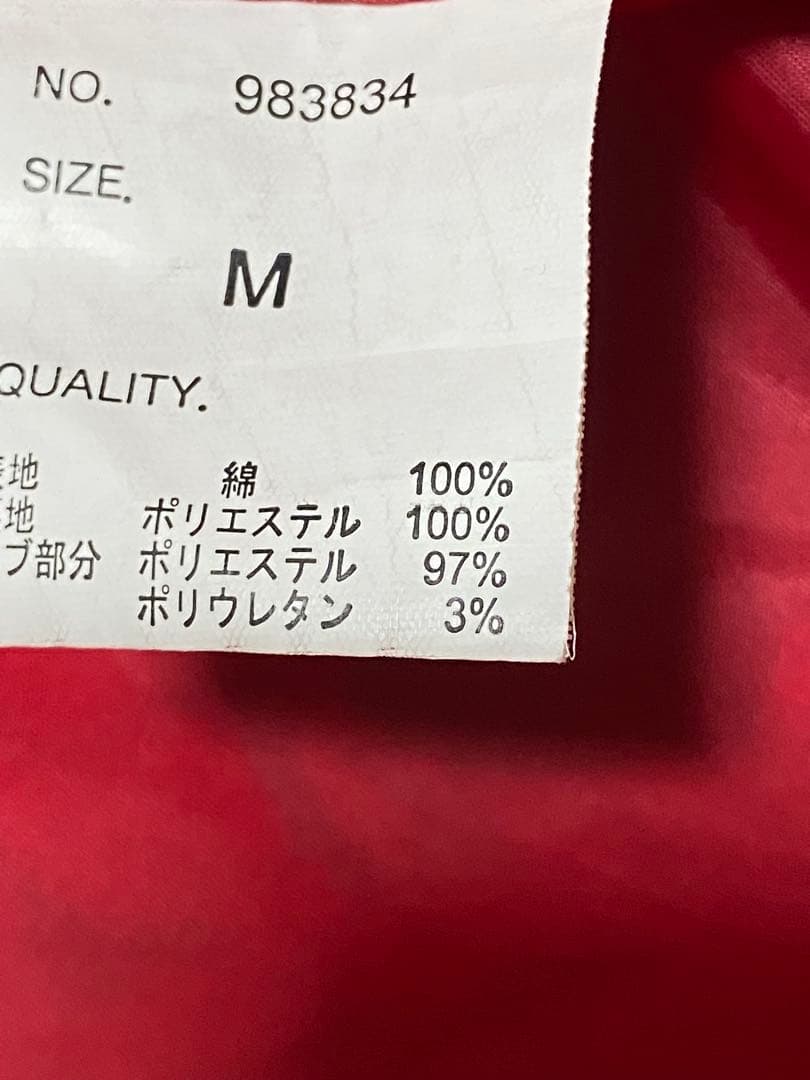 NO. 983834
SIZE.
M
QUALITY.
地 綿 100%
地 ポリエステル 100%
ブ部分 ポリエステル 97%
ポリウレタン 3%